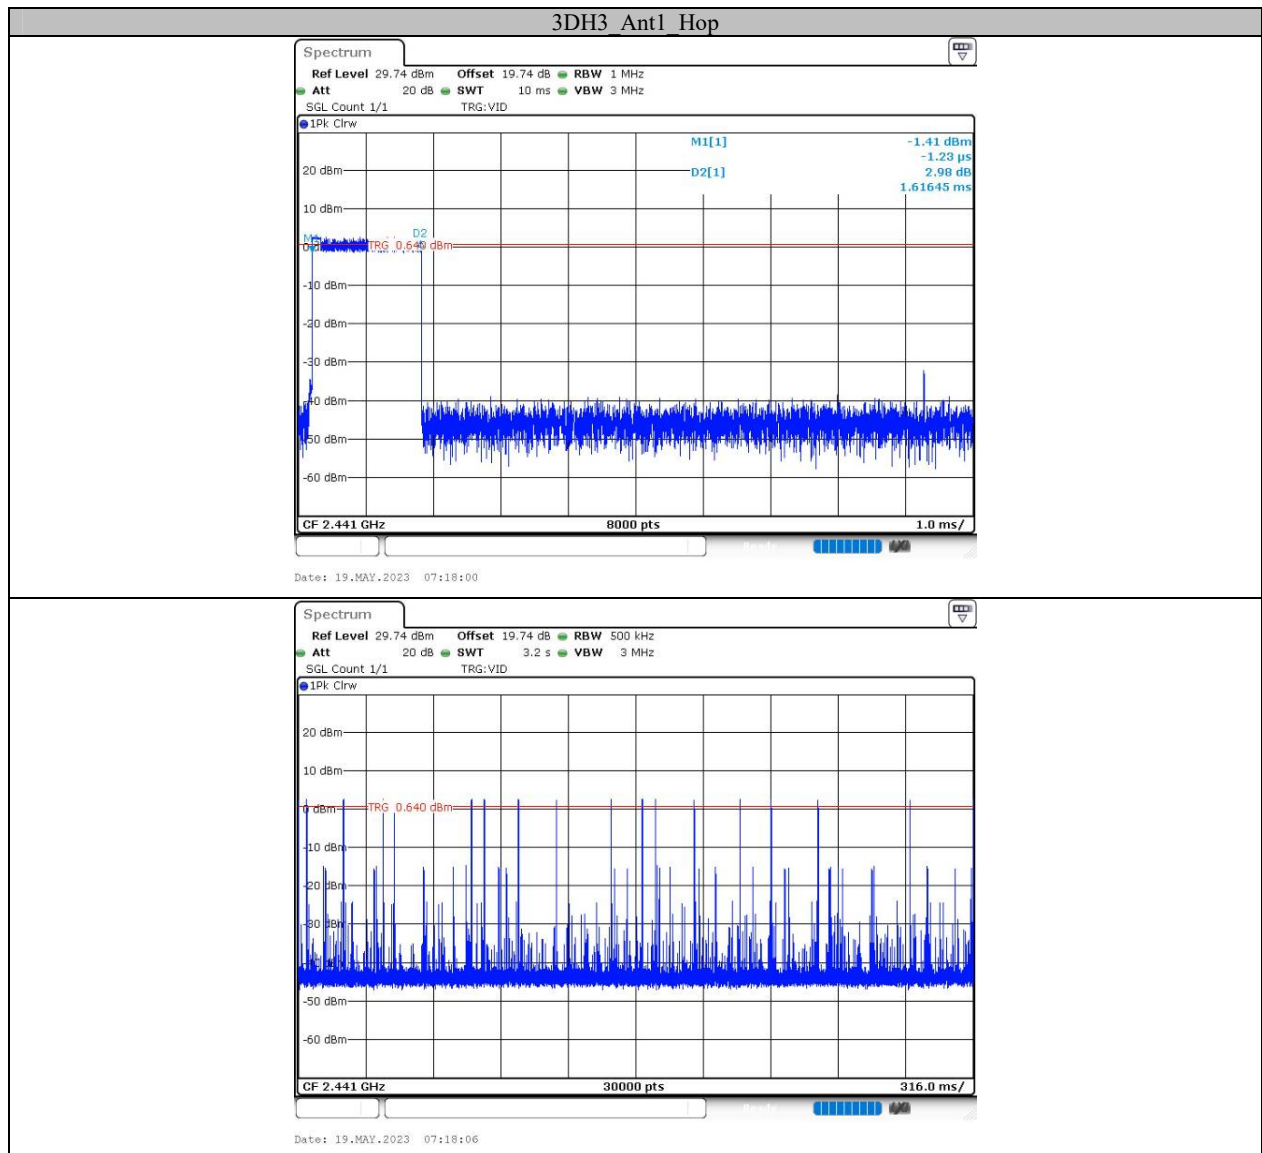 3DH3_Ant1_Hop
Spectrum
Ref Level 29.74 dBm Offset 19.74 dB RBW 1 MHz
Att 20 dB SWT 10 ms VBW 3 MHz
SGL Count 1/1 TRG:VID
1Pk Clrw
M1[1] -1.41 dBm
-1.23 µs
D2[1] 2.98 dB
1.61645 ms
20 dBm
10 dBm
D2
TRG 0.640 dBm
-10 dBm
-20 dBm
-30 dBm
-40 dBm
-50 dBm
-60 dBm
CF 2.441 GHz 8000 pts 1.0 ms/
Date: 19.MAY.2023 07:18:00
Spectrum
Ref Level 29.74 dBm Offset 19.74 dB RBW 500 kHz
Att 20 dB SWT 3.2 s VBW 3 MHz
SGL Count 1/1 TRG:VID
1Pk Clrw
20 dBm
10 dBm
0 dBm TRG 0.640 dBm
-10 dBm
-20 dBm
-30 dBm
-50 dBm
-60 dBm
CF 2.441 GHz 30000 pts 316.0 ms/
Date: 19.MAY.2023 07:18:06